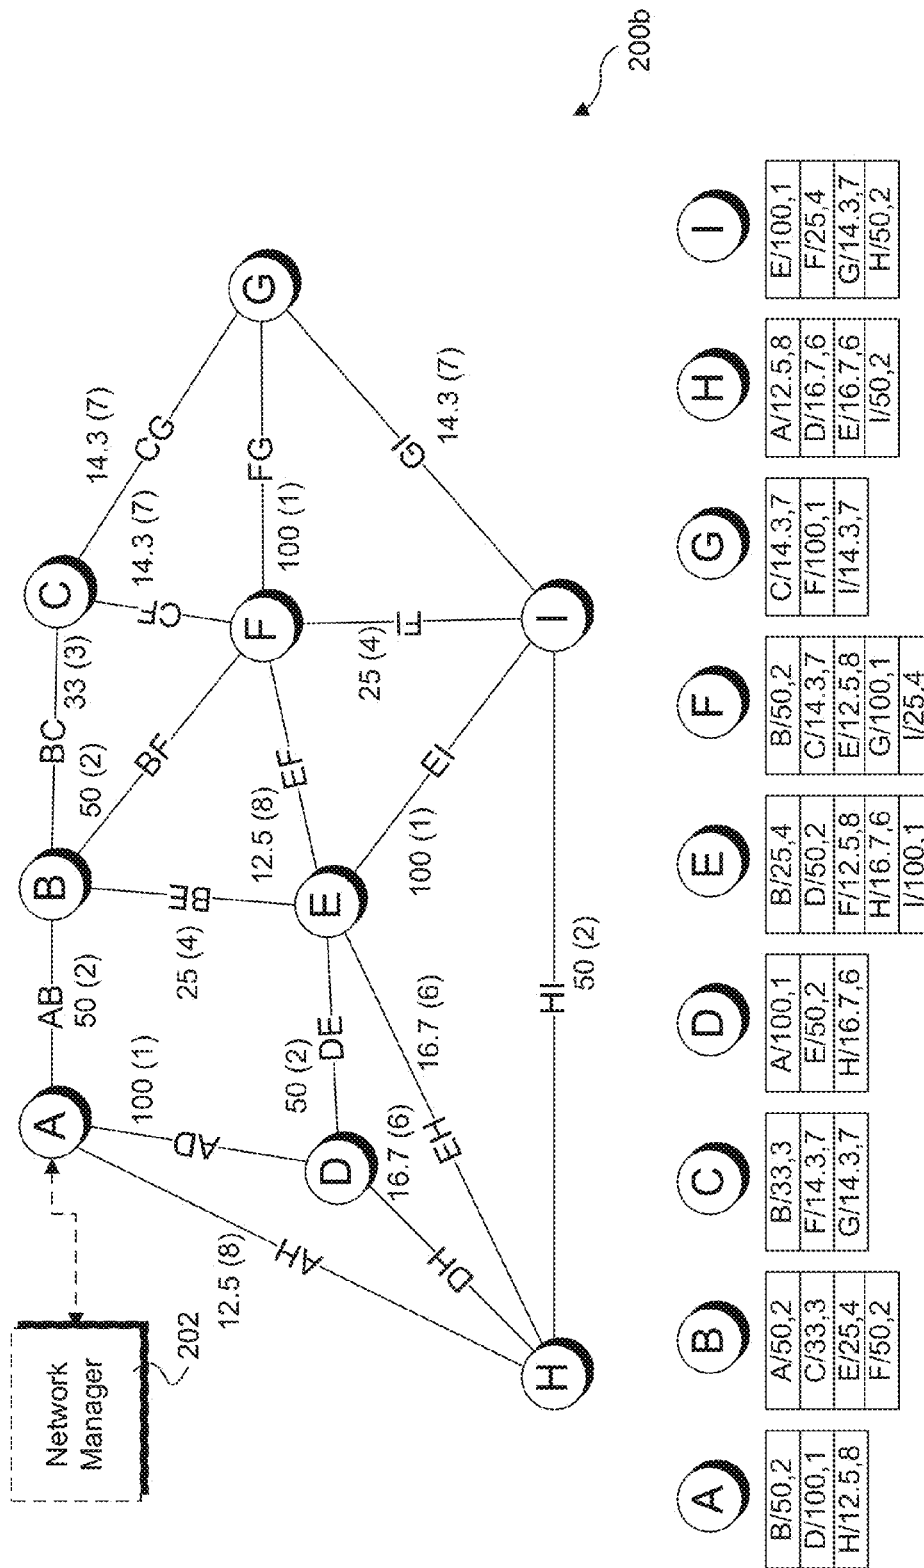 Network
Manager
202
A
AB
50 (2)
B
BC
33 (3)
C
50 (2)
BF
14.3 (7)
CF
14.3 (7)
CG
100 (1)
AD
12.5 (8)
AH
25 (4)
BE
12.5 (8)
EF
F
FG
100 (1)
G
50 (2)
DE
D
E
16.7 (6)
DH
EH
16.7 (6)
100 (1)
EI
25 (4)
FI
GI
14.3 (7)
H
HI
50 (2)
I
200b
A
B/50,2
D/100,1
H/12.5,8
B
A/50,2
C/33,3
E/25,4
F/50,2
C
B/33,3
F/14.3,7
G/14.3,7
D
A/100,1
E/50,2
H/16.7,6
E
B/25,4
D/50,2
F/12.5,8
H/16.7,6
I/100,1
F
B/50,2
C/14.3,7
E/12.5,8
G/100,1
I/25,4
G
C/14.3,7
F/100,1
I/14.3,7
H
A/12.5,8
D/16.7,6
E/16.7,6
I/50,2
I
E/100,1
F/25,4
G/14.3,7
H/50,2